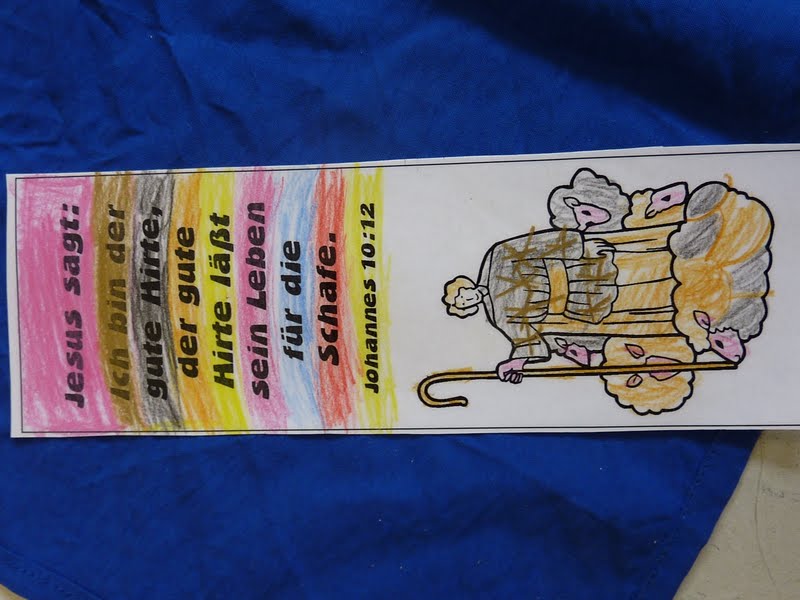 Jesus sagt:
Ich bin der
gute Hirte,
der gute
Hirte läßt
sein Leben
für die
Schafe.
Johannes 10:12